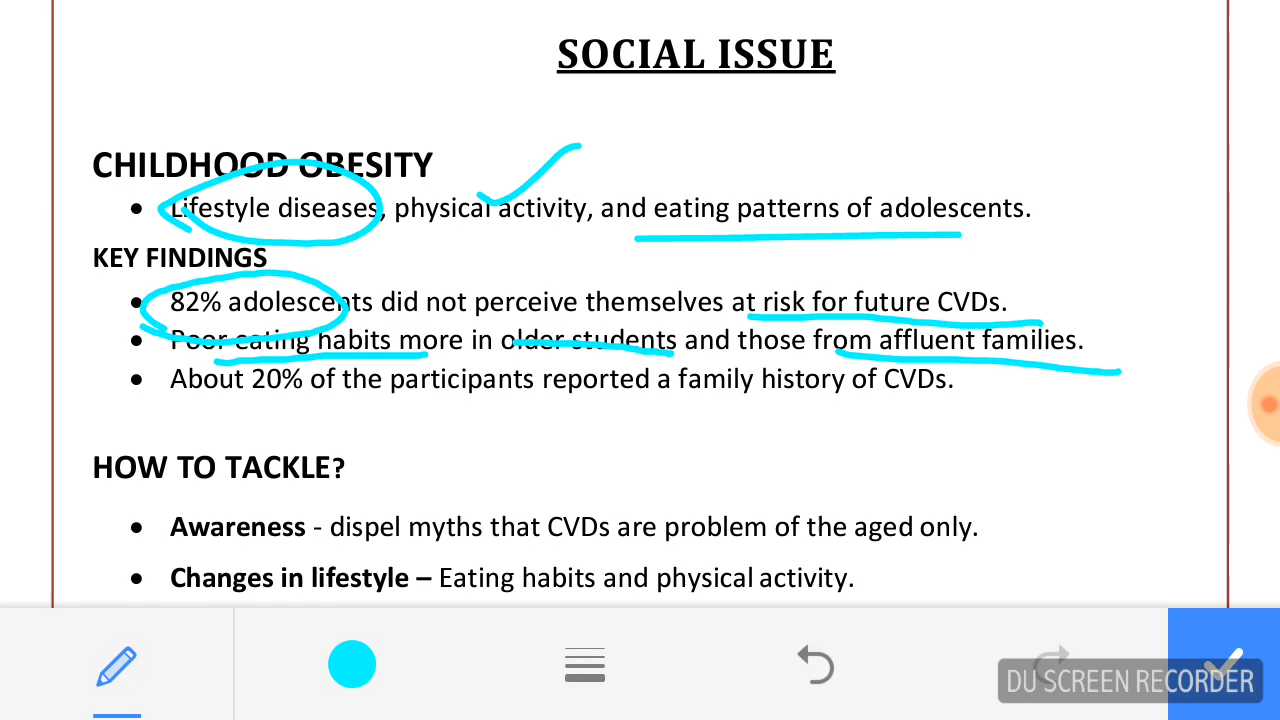 SOCIAL ISSUE
CHILDHOOD OBESITY
• Lifestyle diseases, physical activity, and eating patterns of adolescents.
KEY FINDINGS
• 82% adolescents did not perceive themselves at risk for future CVDs.
• Poor eating habits more in older students and those from affluent families.
• About 20% of the participants reported a family history of CVDs.
HOW TO TACKLE?
• Awareness - dispel myths that CVDs are problem of the aged only.
• Changes in lifestyle – Eating habits and physical activity.
DU SCREEN RECORDER